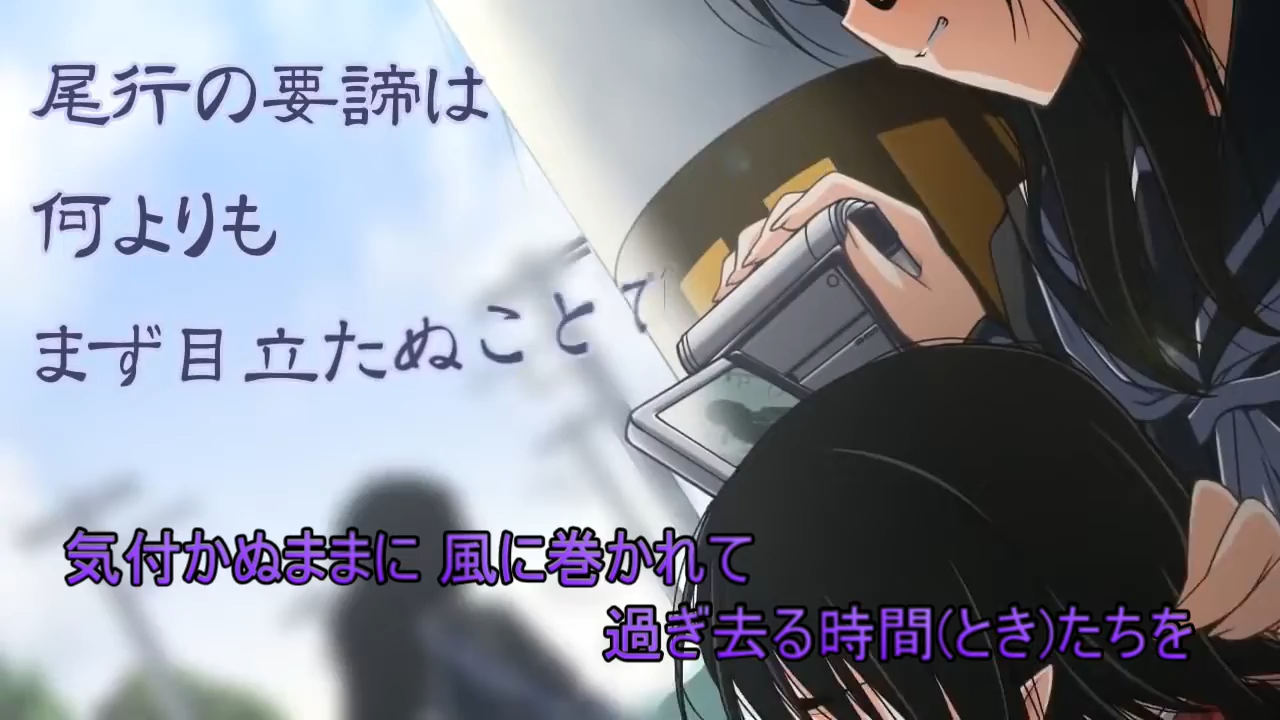 尾行の要諦は
何よりも
まず目立たぬことで
気付かぬままに 風に巻かれて
過ぎ去る時間(とき)たちを